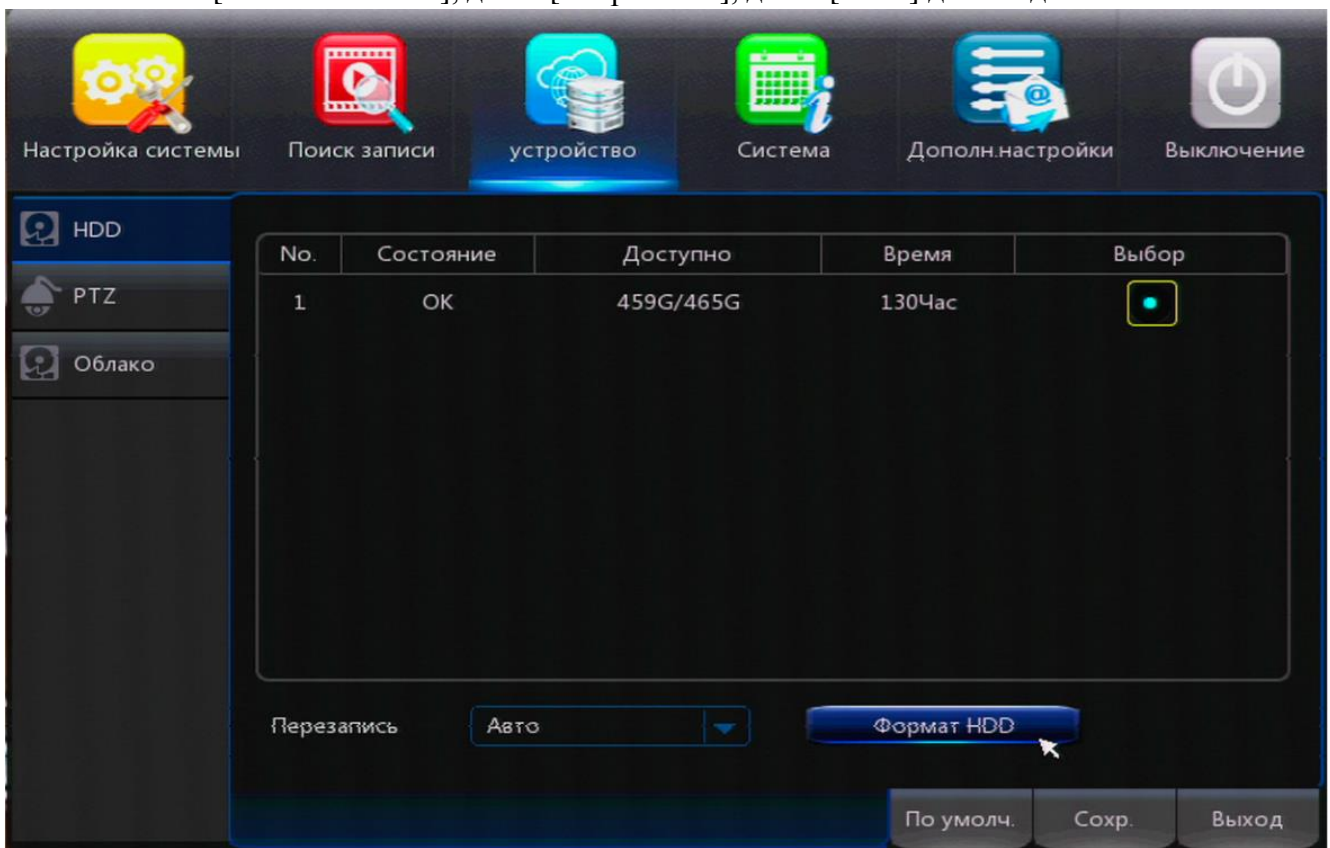 Настройка системы Поиск записи устройство Система Дополн.настройки Выключение
HDD
PTZ
Облако
No. Состояние Доступно Время Выбор
1 OK 459G/465G 130Час
Перезапись Авто Формат HDD
По умолч. Сохр. Выход